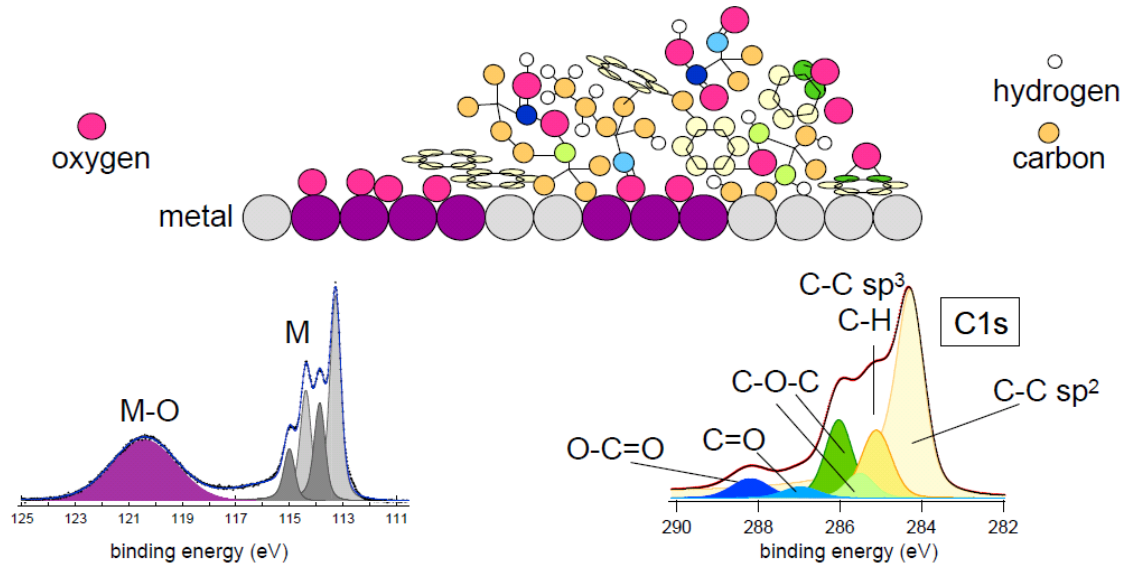 hydrogen
oxygen
carbon
metal
M-O
M
125 123 121 119 117 115 113 111
binding energy (eV)
C-C sp³
C-H
C1s
C-O-C
C-C sp²
O-C=O
C=O
290 288 286 284 282
binding energy (eV)